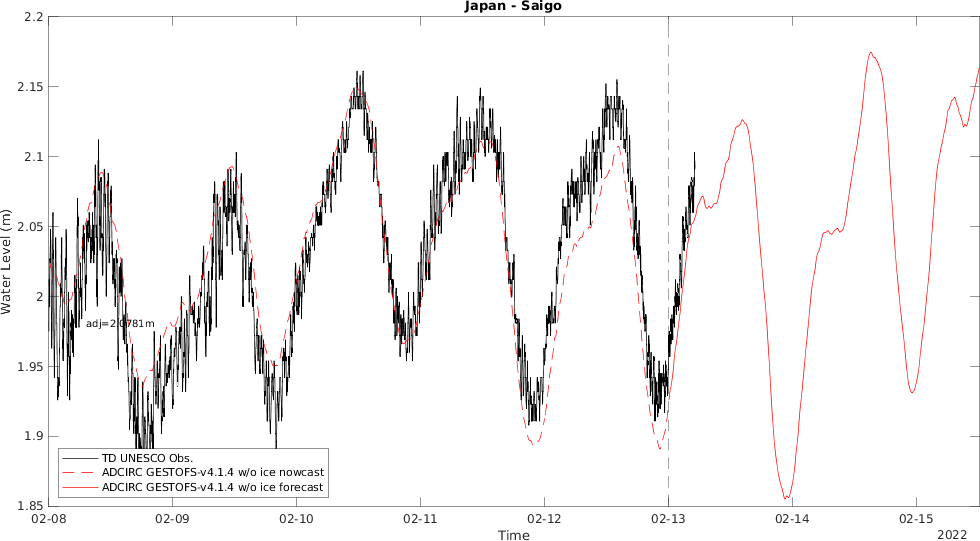 Japan - Saigo
Water Level (m)
2.2
2.15
2.1
2.05
2
1.95
1.9
1.85
adj=2.0781m
TD UNESCO Obs.
ADCIRC GESTOFS-v4.1.4 w/o ice nowcast
ADCIRC GESTOFS-v4.1.4 w/o ice forecast
02-08 02-09 02-10 02-11 02-12 02-13 02-14 02-15
Time
2022